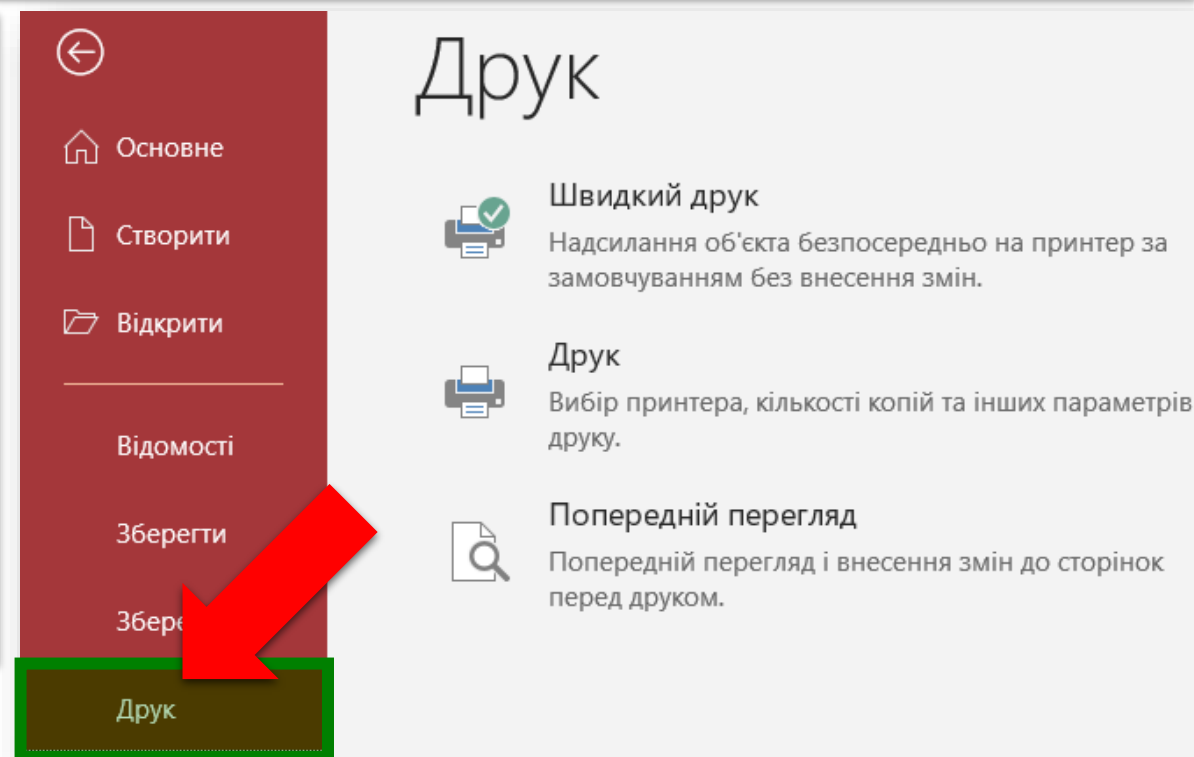 Друк
Основне
Створити
Відкрити
Відомості
Зберегти
Друк
Швидкий друк
Надсилання об'єкта безпосередньо на принтер за
замовчуванням без внесення змін.
Друк
Вибір принтера, кількості копій та інших параметрів
друку.
Попередній перегляд
Попередній перегляд і внесення змін до сторінок
перед друком.